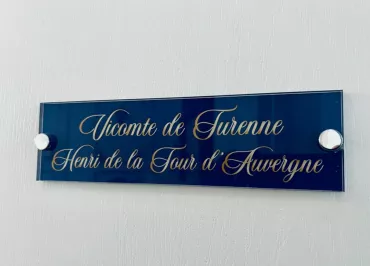 Vicomte de Turenne
Henri de la Tour d'Auvergne